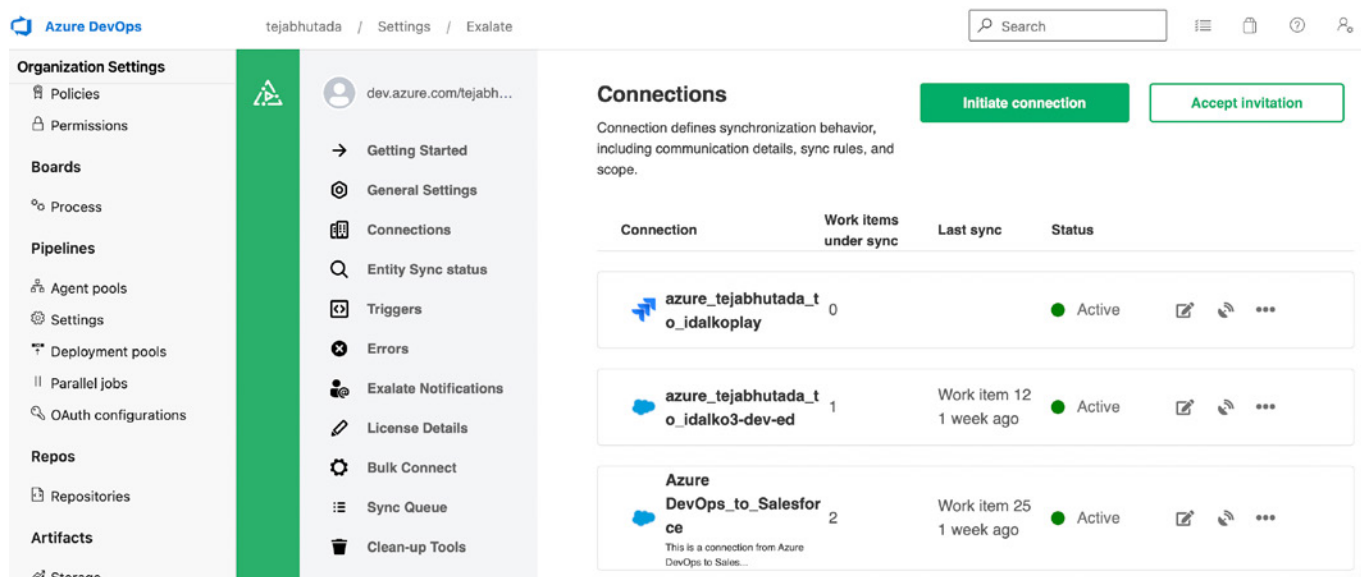 Azure DevOps
tejabhutada / Settings / Exalate
Search
Organization Settings
Policies
Permissions
Boards
Process
Pipelines
Agent pools
Settings
Deployment pools
Parallel jobs
OAuth configurations
Repos
Repositories
Artifacts
Storage
dev.azure.com/tejabh...
Getting Started
General Settings
Connections
Entity Sync status
Triggers
Errors
Exalate Notifications
License Details
Bulk Connect
Sync Queue
Clean-up Tools
Connections
Initiate connection
Accept invitation
Connection defines synchronization behavior,
including communication details, sync rules, and
scope.
Connection
Work items
under sync
Last sync
Status
azure_tejabhutada_t
o_idalkoplay
0
Active
azure_tejabhutada_t
o_idalko3-dev-ed
1
Work item 12
1 week ago
Active
Azure
DevOps_to_Salesfor
ce
This is a connection from Azure
DevOps to Sales...
2
Work item 25
1 week ago
Active